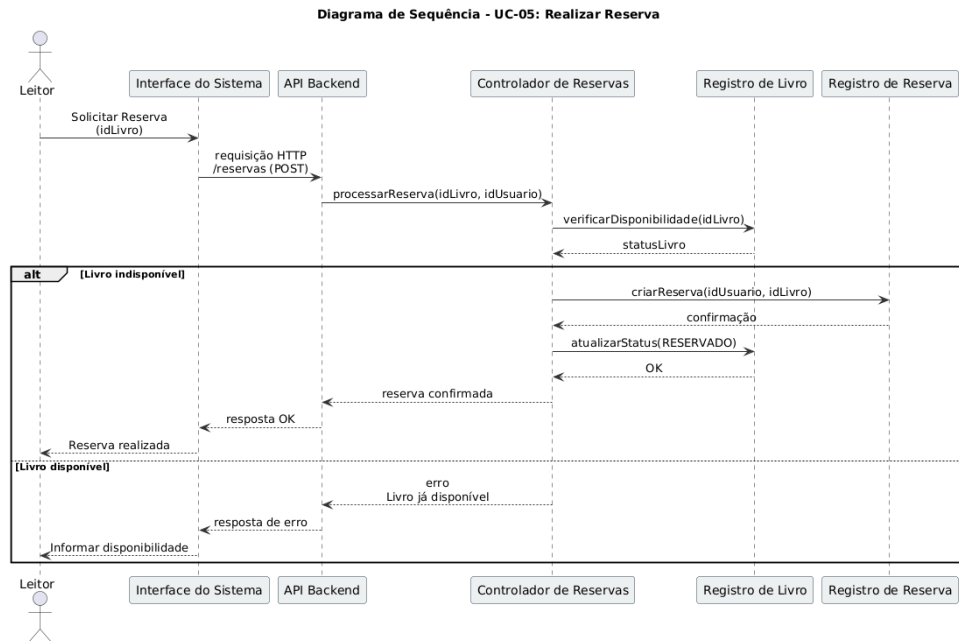 Diagrama de Sequência - UC-05: Realizar Reserva
Leitor
Interface do Sistema
API Backend
Controlador de Reservas
Registro de Livro
Registro de Reserva
Solicitar Reserva
(idLivro)
requisição HTTP
/reservas (POST)
processarReserva(idLivro, idUsuario)
verificarDisponibilidade(idLivro)
statusLivro
alt
[Livro indisponível]
criarReserva(idUsuario, idLivro)
confirmação
atualizarStatus(RESERVADO)
OK
reserva confirmada
resposta OK
Reserva realizada
[Livro disponível]
erro
Livro já disponível
resposta de erro
Informar disponibilidade
Leitor
Interface do Sistema
API Backend
Controlador de Reservas
Registro de Livro
Registro de Reserva